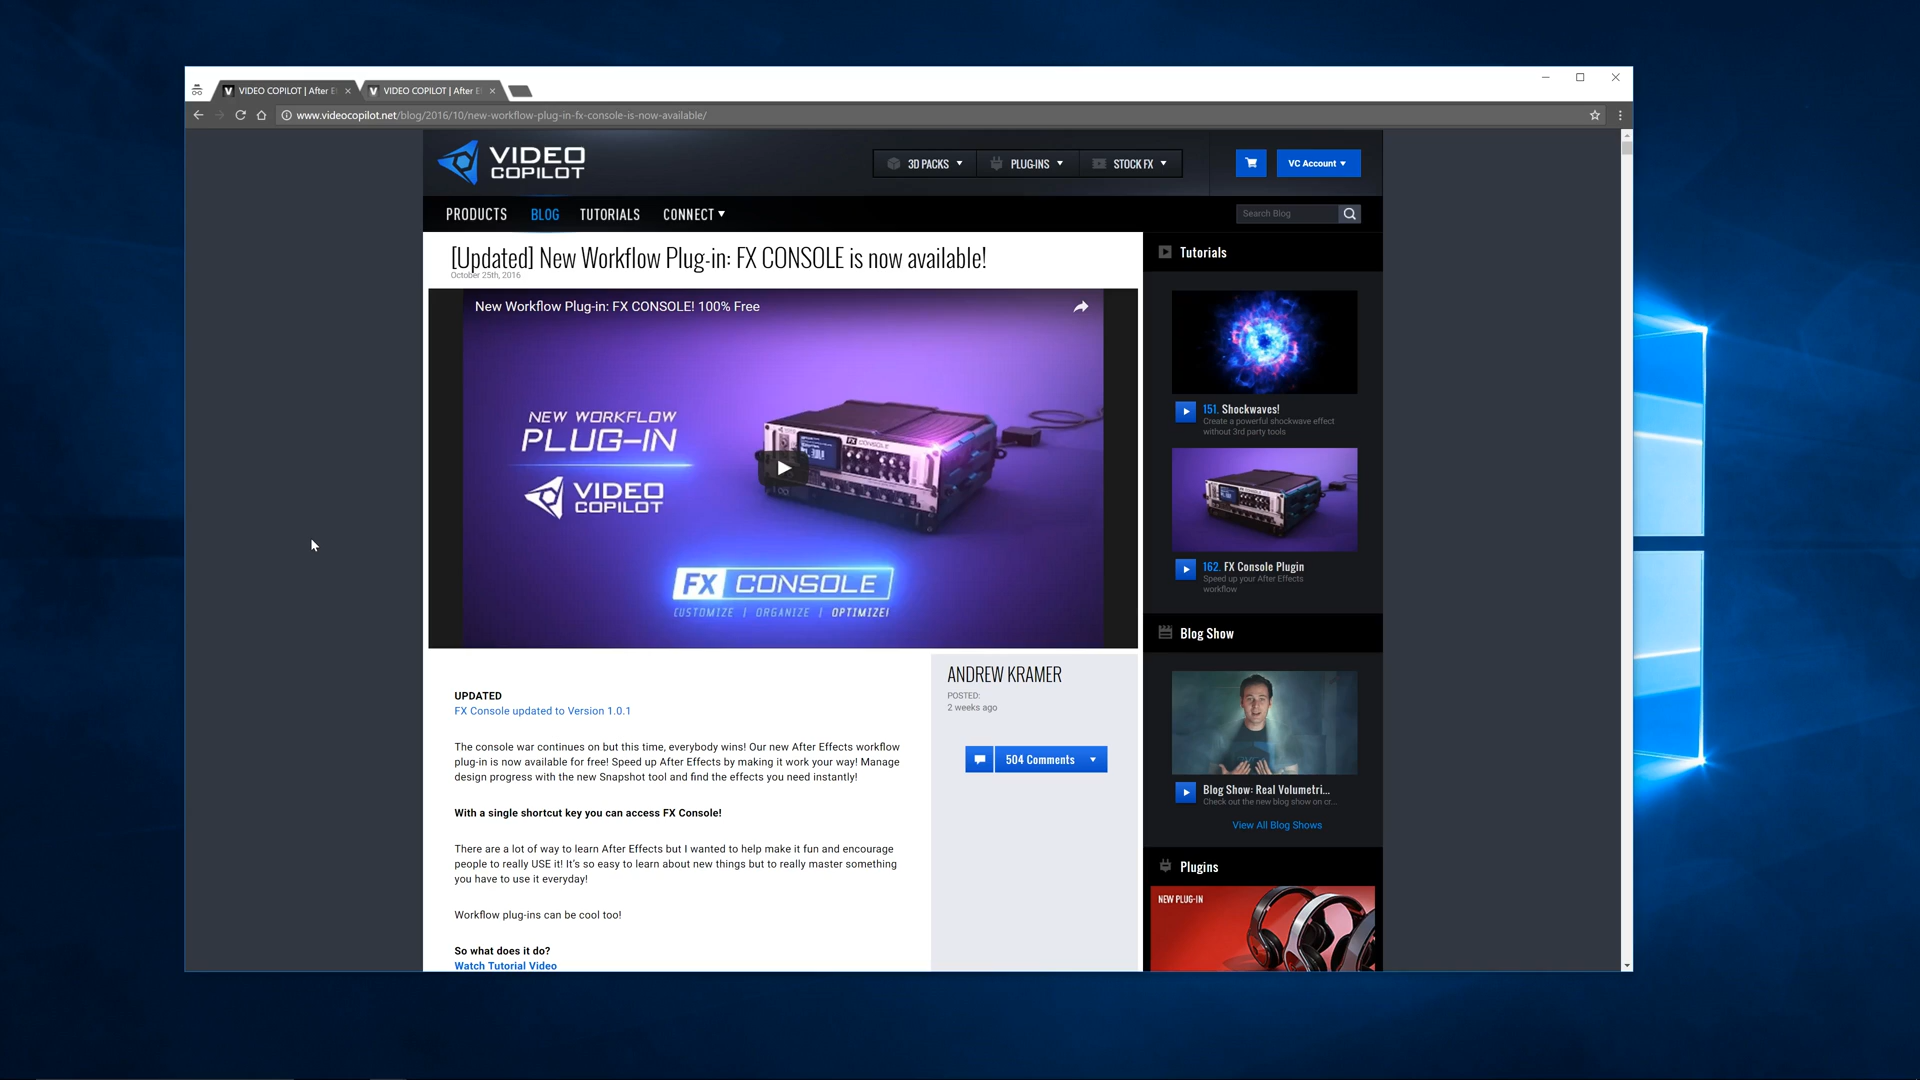 VIDEO COPILOT | After E
VIDEO COPILOT | After E
www.videocopilot.net/blog/2016/10/new-workflow-plug-in-fx-console-is-now-available/
VIDEO
COPILOT
3D PACKS
PLUG-INS
STOCK FX
VC Account
PRODUCTS
BLOG
TUTORIALS
CONNECT
Search Blog
[Updated] New Workflow Plug-in: FX CONSOLE is now available!
October 25th, 2016
New Workflow Plug-in: FX CONSOLE! 100% Free
NEW WORKFLOW
PLUG-IN
VIDEO
COPILOT
FX CONSOLE
FX CONSOLE
CUSTOMIZE | ORGANIZE | OPTIMIZE!
UPDATED
FX Console updated to Version 1.0.1
The console war continues on but this time, everybody wins! Our new After Effects workflow
plug-in is now available for free! Speed up After Effects by making it work your way! Manage
design progress with the new Snapshot tool and find the effects you need instantly!
With a single shortcut key you can access FX Console!
There are a lot of way to learn After Effects but I wanted to help make it fun and encourage
people to really USE it! It's so easy to learn about new things but to really master something
you have to use it everyday!
Workflow plug-ins can be cool too!
So what does it do?
Watch Tutorial Video
ANDREW KRAMER
POSTED:
2 weeks ago
504 Comments
Tutorials
151. Shockwaves!
Create a powerful shockwave effect
without 3rd party tools
162. FX Console Plugin
Speed up your After Effects
workflow
Blog Show
Blog Show: Real Volumetri...
Check out the new blog show on cr...
View All Blog Shows
Plugins
NEW PLUG-IN